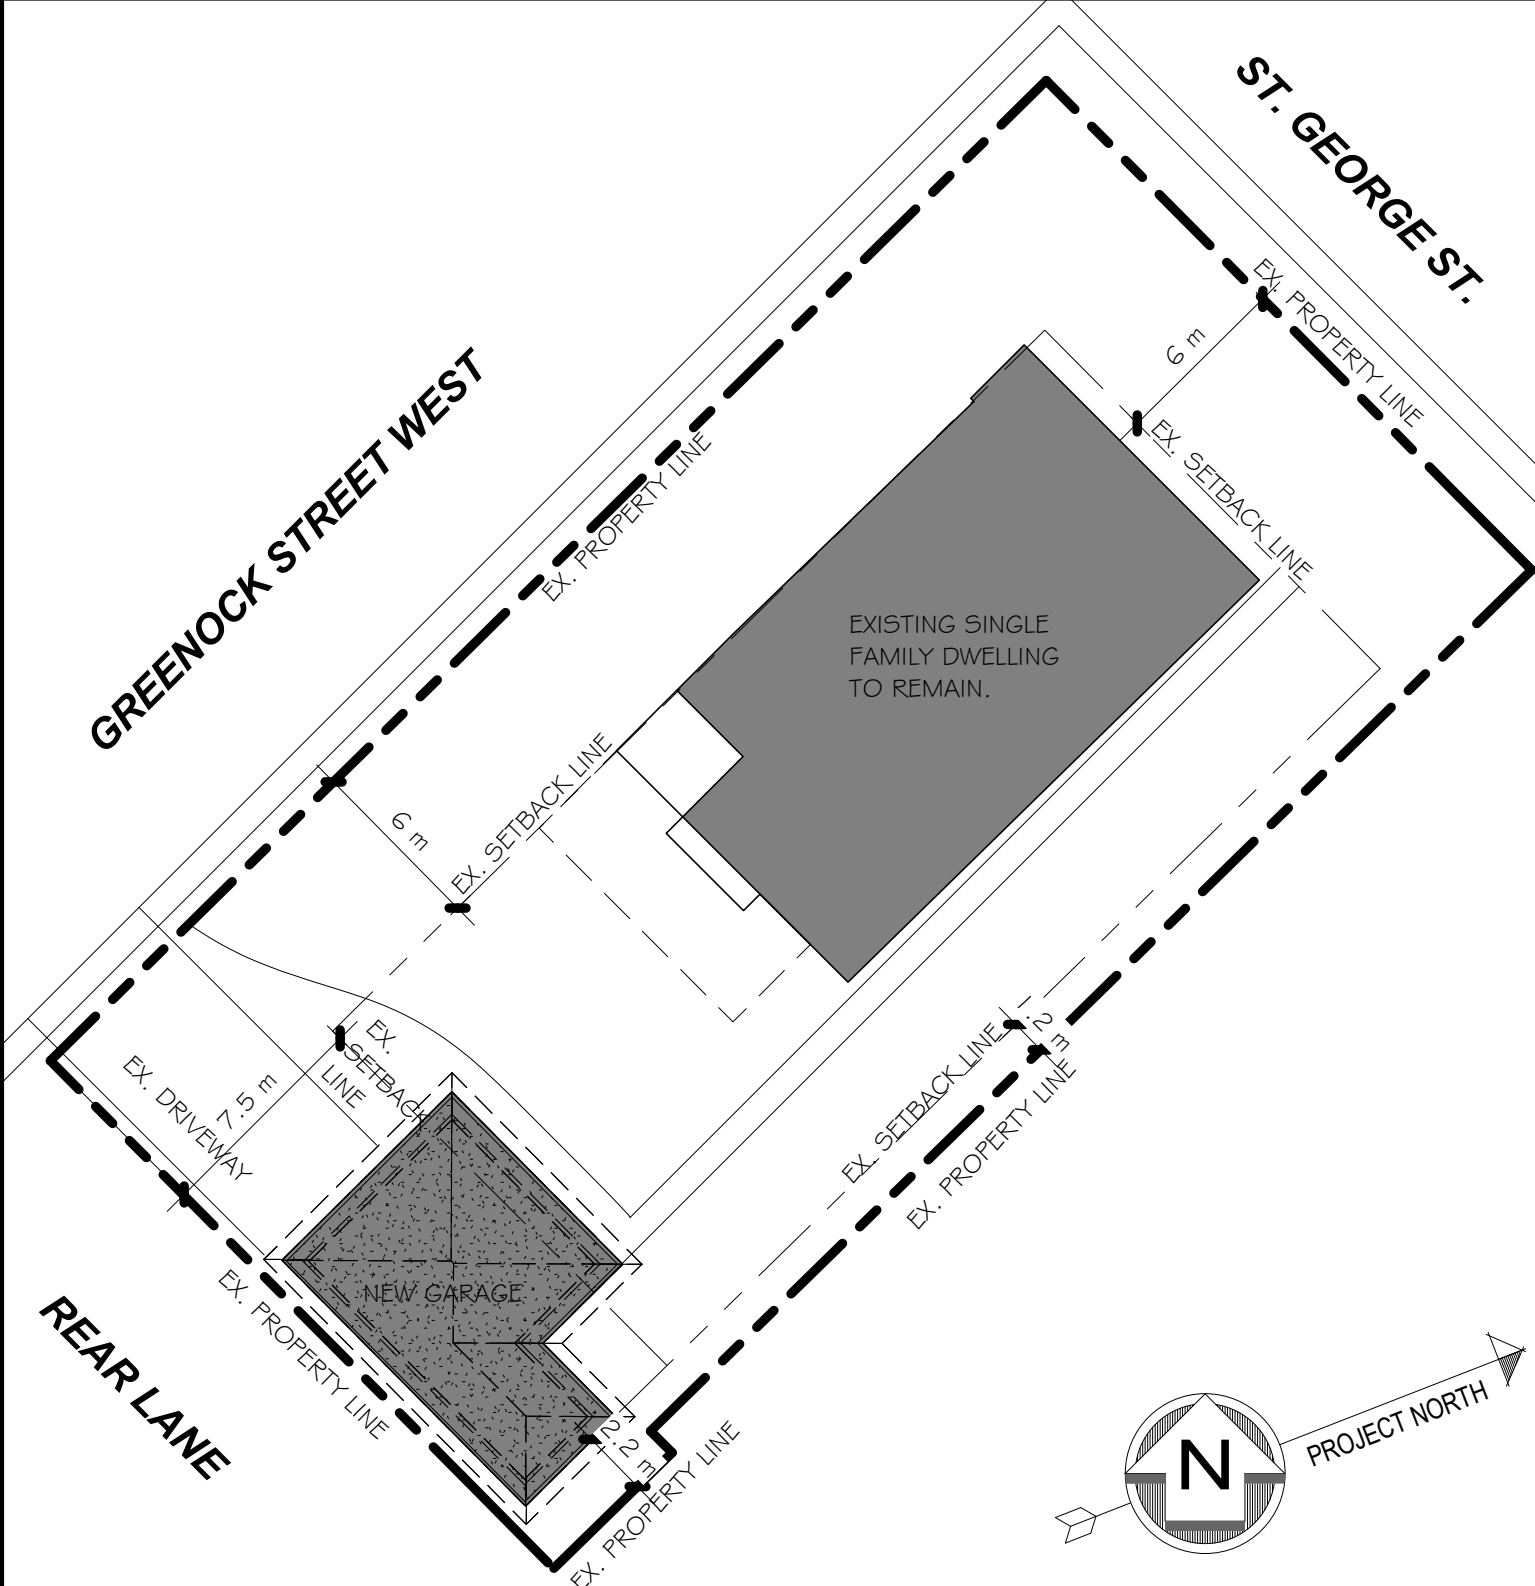 ST. GEORGE ST.
EX. PROPERTY LINE
6 m
EX. SETBACK LINE
GREENOCK STREET WEST
EX. PROPERTY LINE
EXISTING SINGLE
FAMILY DWELLING
TO REMAIN.
EX. SETBACK LINE
6 m
EX.
SETBACK
LINE
EX. DRIVEWAY
7.5 m
EX. SETBACK LINE
EX. PROPERTY LINE
NEW GARAGE
EX. PROPERTY LINE
REAR LANE
2.2 m
EX. PROPERTY LINE
N
PROJECT NORTH